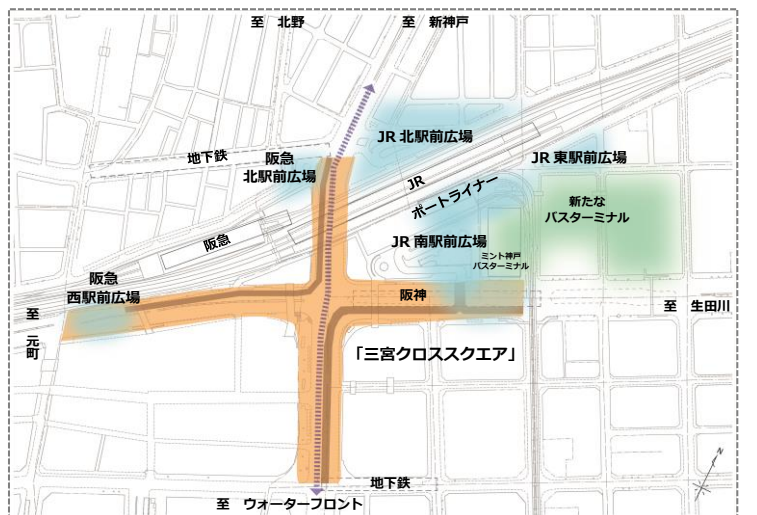 至 北野
至 新神戸
JR 北駅前広場
地下鉄
阪急
北駅前広場
JR 東駅前広場
JR
ポートライナー
新たな
バスターミナル
阪急
JR 南駅前広場
ミント神戸
バスターミナル
阪急
西駅前広場
阪神
至 生田川
至 元町
「三宮クロススクエア」
地下鉄
至 ウォーターフロント
N